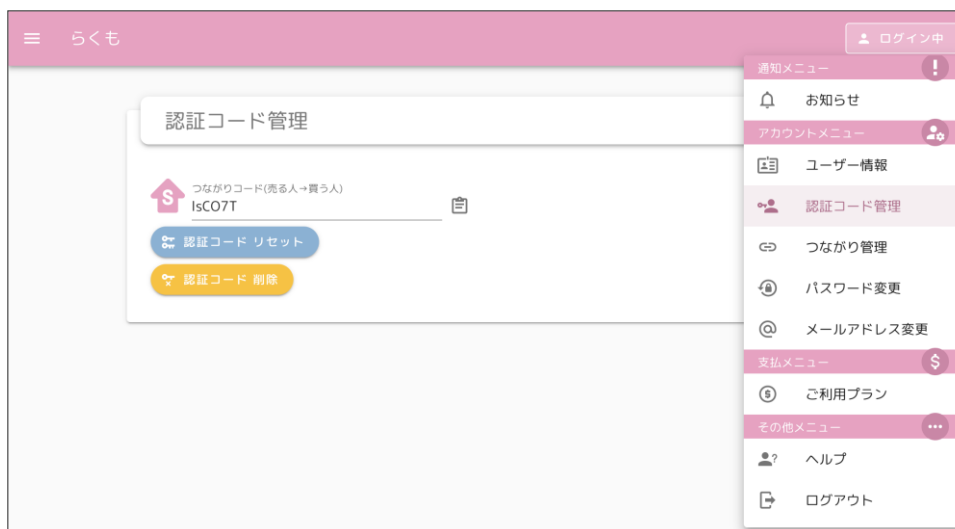 らくも
ログイン中
通知メニュー
お知らせ
アカウントメニュー
ユーザー情報
認証コード管理
つながり管理
パスワード変更
メールアドレス変更
支払メニュー
ご利用プラン
その他メニュー
ヘルプ
ログアウト
認証コード管理
つながりコード(売る人→買う人)
IsCO7T
認証コード リセット
認証コード 削除